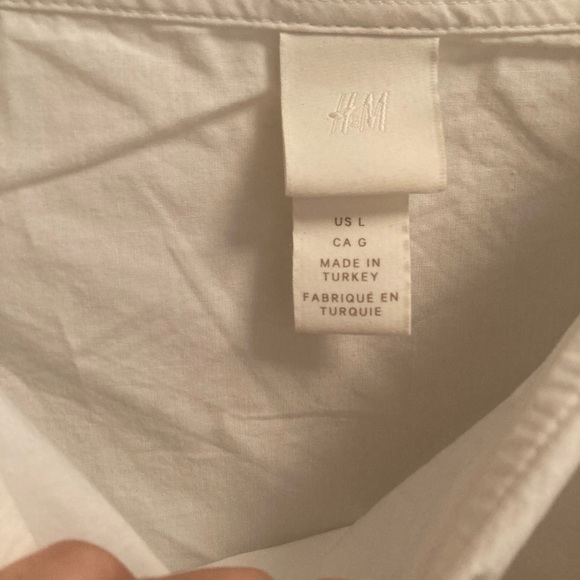 H&M
US L
CA G
MADE IN
TURKEY
FABRIQUÉ EN
TURQUIE